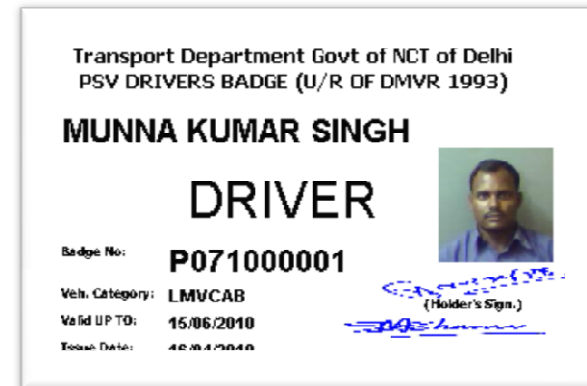 Transport Department Govt of NCT of Delhi
PSV DRIVERS BADGE (U/R OF DMVR 1993)
MUNNA KUMAR SINGH
DRIVER
Badge No: P071000001
Veh. Category: LMVCAB
(Holder's Sign.)
Valid UP TO: 15/06/2010
Issue Date: